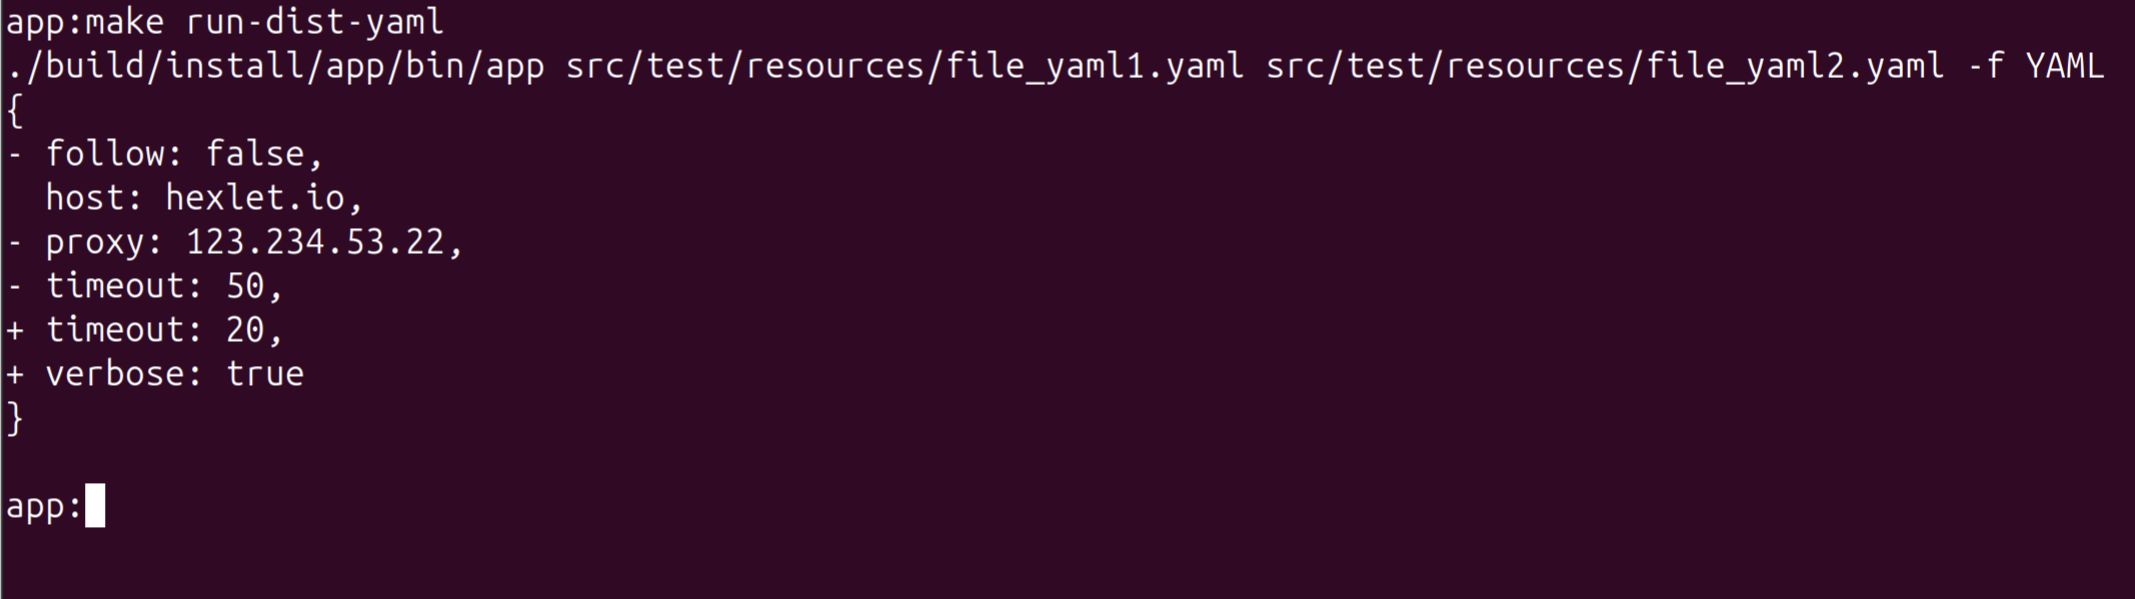 app:make run-dist-yaml
./build/install/app/bin/app src/test/resources/file_yaml1.yaml src/test/resources/file_yaml2.yaml -f YAML
{
- follow: false,
  host: hexlet.io,
- proxy: 123.234.53.22,
- timeout: 50,
+ timeout: 20,
+ verbose: true
}
app: